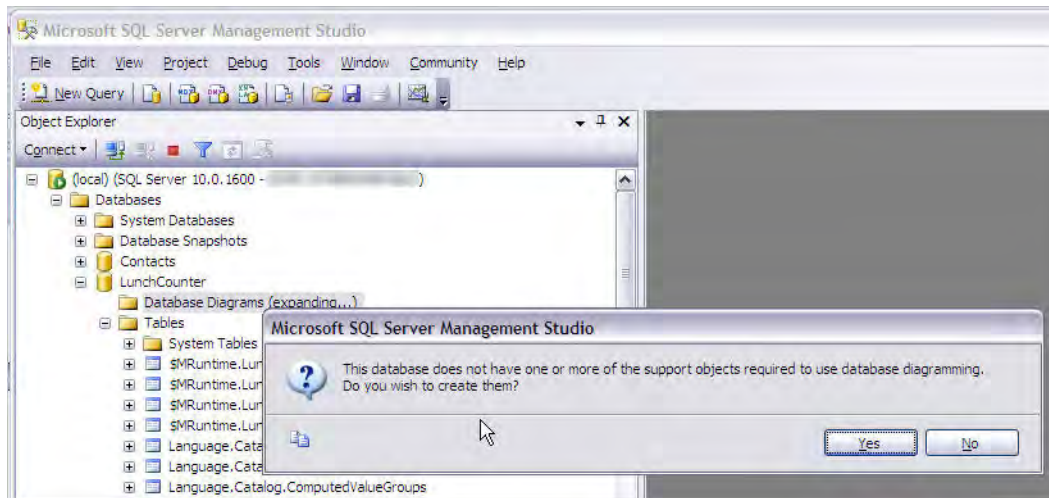 Microsoft SQL Server Management Studio
File Edit View Project Debug Tools Window Community Help
New Query
Object Explorer
Connect
(local) (SQL Server 10.0.1600 - )
Databases
System Databases
Database Snapshots
Contacts
LunchCounter
Database Diagrams (expanding...)
Tables
System Tables
$MRuntime.Lun
$MRuntime.Lun
$MRuntime.Lun
$MRuntime.Lun
Language.Cata
Language.Cata
Language.Catalog.ComputedValueGroups
Microsoft SQL Server Management Studio
This database does not have one or more of the support objects required to use database diagramming.
Do you wish to create them?
Yes No